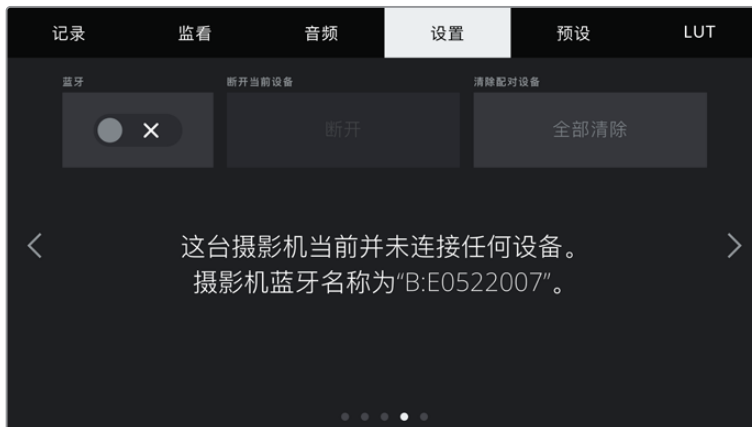 记录 监看 音频 设置 预设 LUT
蓝牙 断开当前设备 清除配对设备
断开 全部清除
这台摄影机当前并未连接任何设备。
摄影机蓝牙名称为“B:E0522007”。